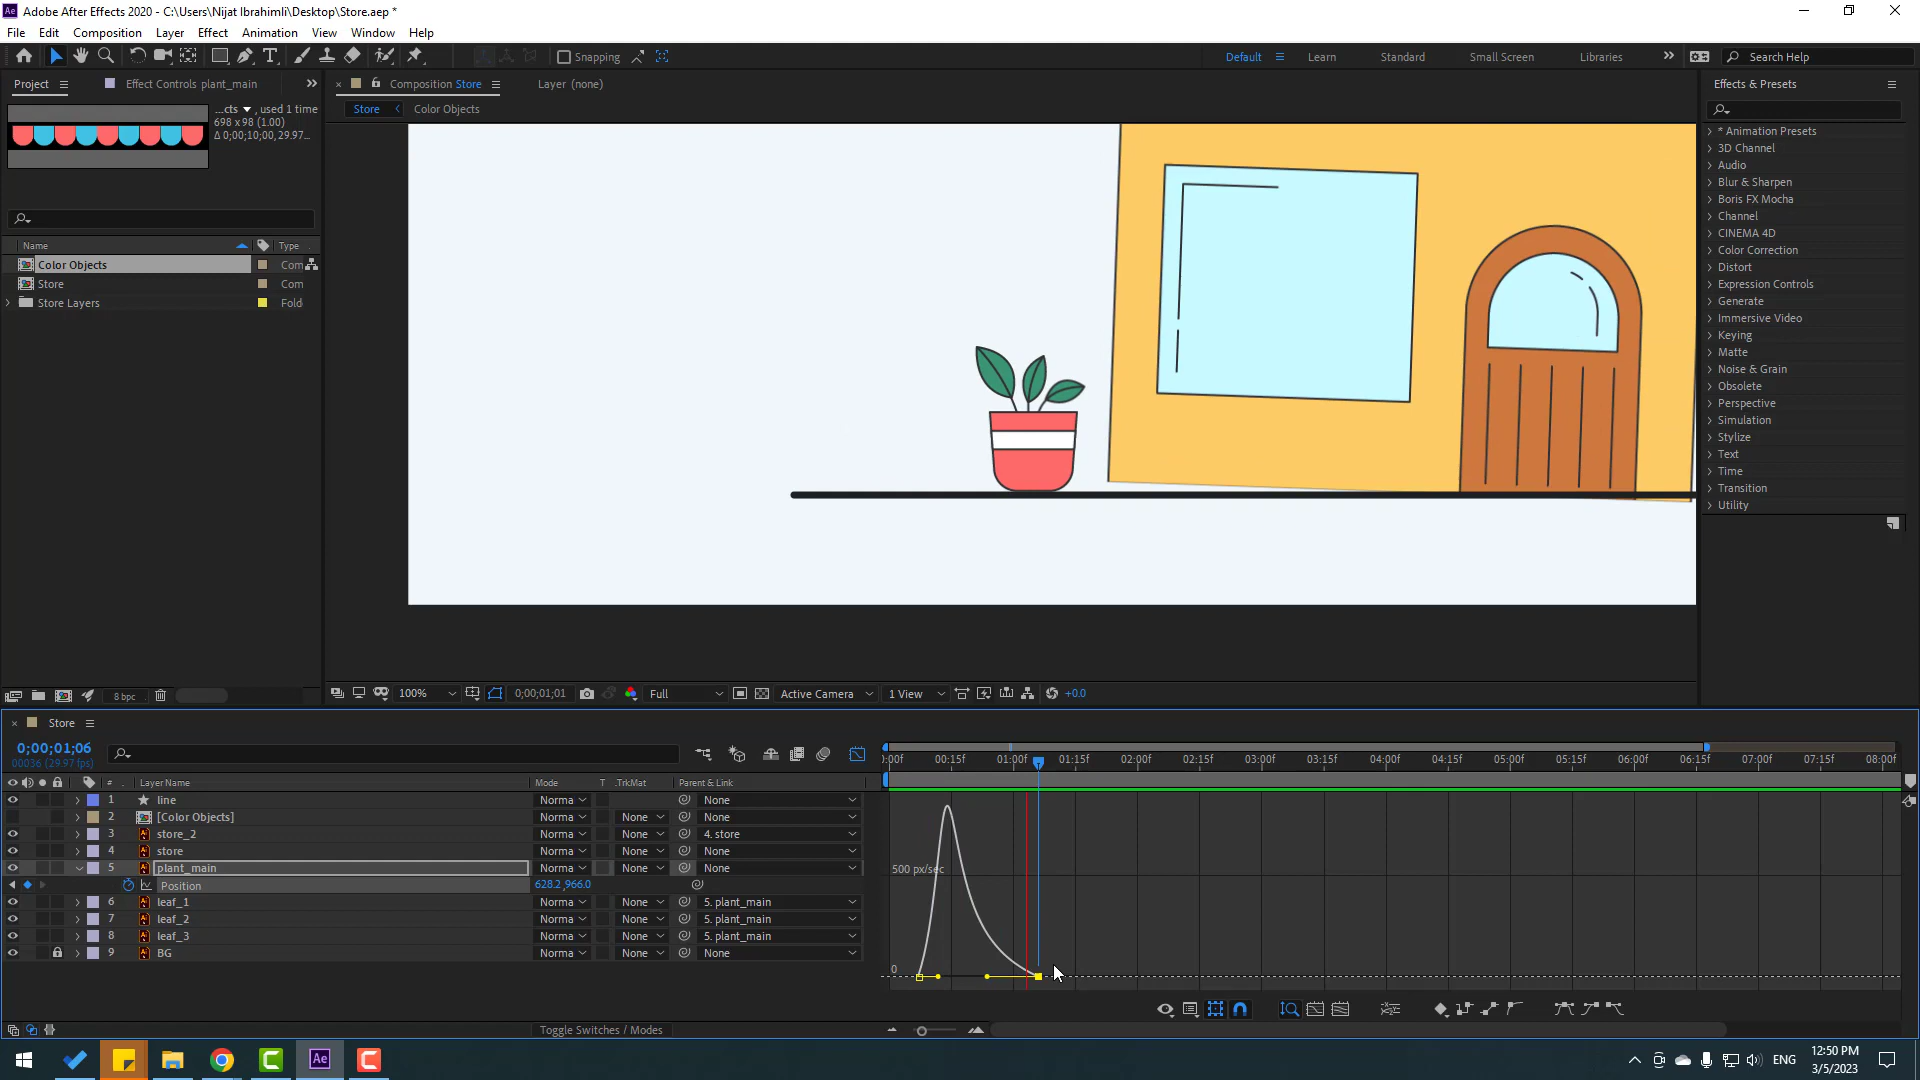 Adobe After Effects 2020 - C:\Users\Nijat Ibrahimli\Desktop\Store.aep *
File Edit Composition Layer Effect Animation View Window Help
Snapping Default Learn Standard Small Screen Libraries Search Help
Project Effect Controls plant_main Composition Store Layer (none) Effects & Presets
...cts , used 1 time
698 x 98 (1.00)
Δ 0;00;10;00, 29.97...
Store Color Objects
Name Type
Color Objects Com
Store Com
Store Layers Fold
* Animation Presets
3D Channel
Audio
Blur & Sharpen
Boris FX Mocha
Channel
CINEMA 4D
Color Correction
Distort
Expression Controls
Generate
Immersive Video
Keying
Matte
Noise & Grain
Obsolete
Perspective
Simulation
Stylize
Text
Time
Transition
Utility
8 bpc 100% 0;00;01;01 Full Active Camera 1 View +0.0
Store
0;00;01;06
00036 (29.97 fps)
# Layer Name Mode T .TrkMat Parent & Link
):00f 00:15f 01:00f 01:15f 02:00f 02:15f 03:00f 03:15f 04:00f 04:15f 05:00f 05:15f 06:00f 06:15f 07:00f 07:15f 08:00f
1 line Norma None
2 [Color Objects] Norma None None
3 store_2 Norma None 4. store
4 store Norma None None
5 plant_main Norma None None
Position 628.2,966.0
6 leaf_1 Norma None 5. plant_main
7 leaf_2 Norma None 5. plant_main
8 leaf_3 Norma None 5. plant_main
9 BG Norma None None
500 px/sec
0
Toggle Switches / Modes
Ae ENG 12:50 PM
3/5/2023